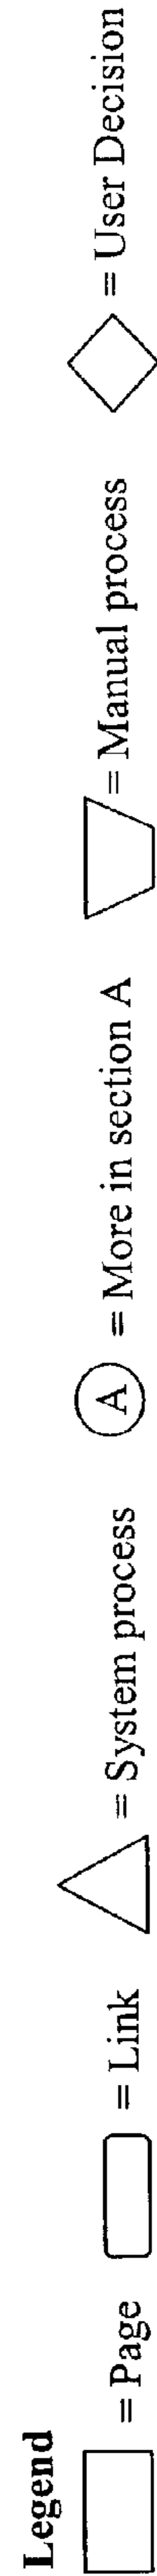 Legend
= Page
= Link
= System process
A = More in section A
= Manual process
= User Decision